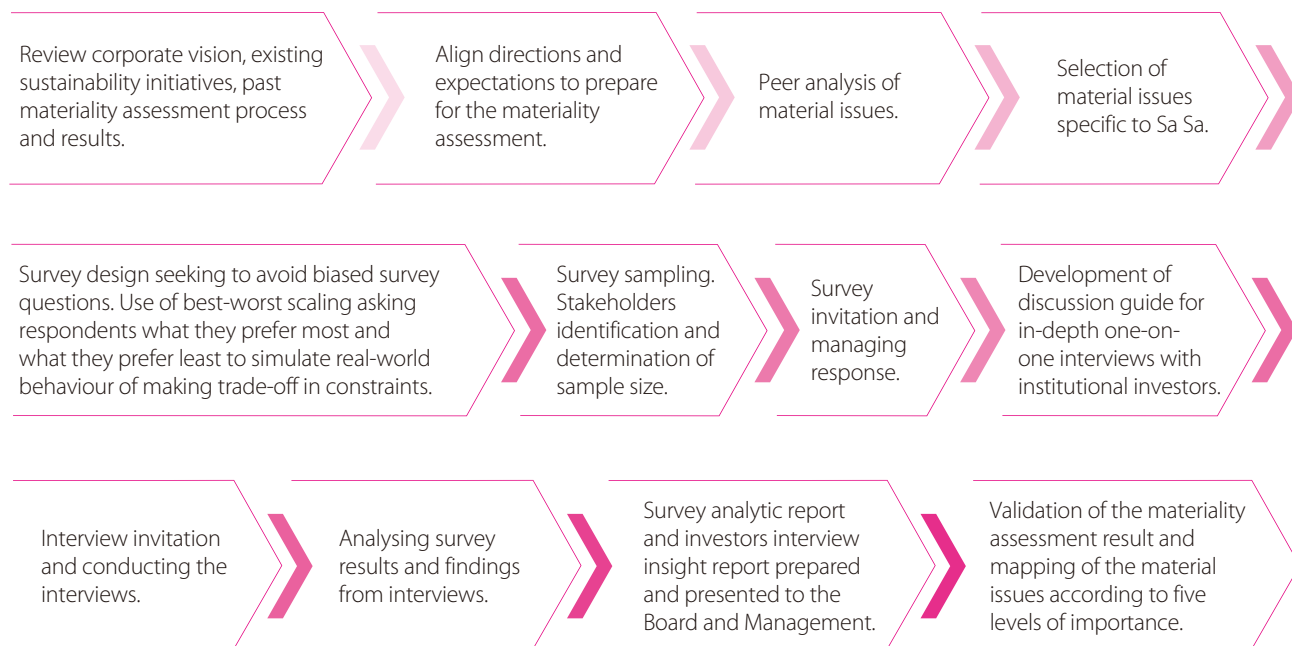 Review corporate vision, existing
sustainability initiatives, past
materiality assessment process
and results.
Align directions and
expectations to prepare
for the materiality
assessment.
Peer analysis of
material issues.
Selection of
material issues
specific to Sa Sa.
Survey design seeking to avoid biased survey
questions. Use of best-worst scaling asking
respondents what they prefer most and
what they prefer least to simulate real-world
behaviour of making trade-off in constraints.
Survey sampling.
Stakeholders
identification and
determination of
sample size.
Survey
invitation and
managing
response.
Development of
discussion guide for
in-depth one-on-
one interviews with
institutional investors.
Interview invitation
and conducting the
interviews.
Analysing survey
results and findings
from interviews.
Survey analytic report
and investors interview
insight report prepared
and presented to the
Board and Management.
Validation of the materiality
assessment result and
mapping of the material
issues according to five
levels of importance.